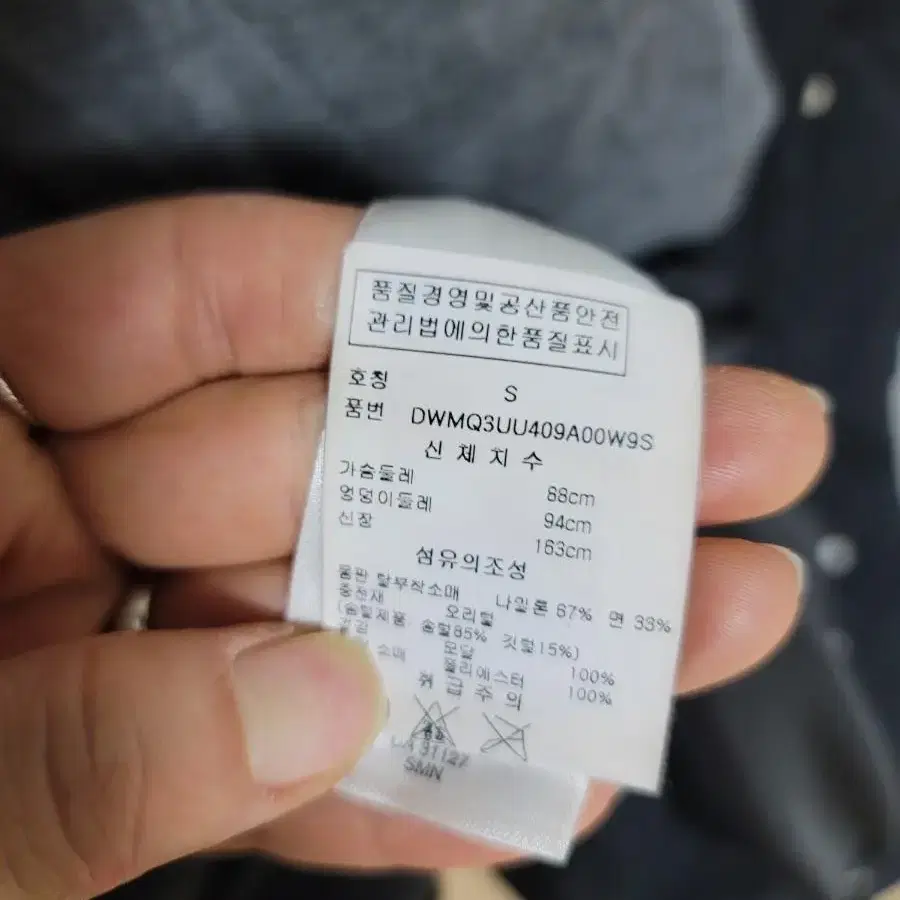 품질경영및공산품안전
관리법에의한품질표시
호칭 S
품번 DWMQ3UU409A00W9S
신체치수
가슴둘레 88cm
엉덩이둘레 94cm
신장 163cm
섬유의조성
몸판 탈부착소매 나일론 67% 면 33%
충전재 오리털
(솜털제품: 솜털85% 깃털15%)
모달 100%
소매 폴리에스터 100%
취급주의
31127
SMN